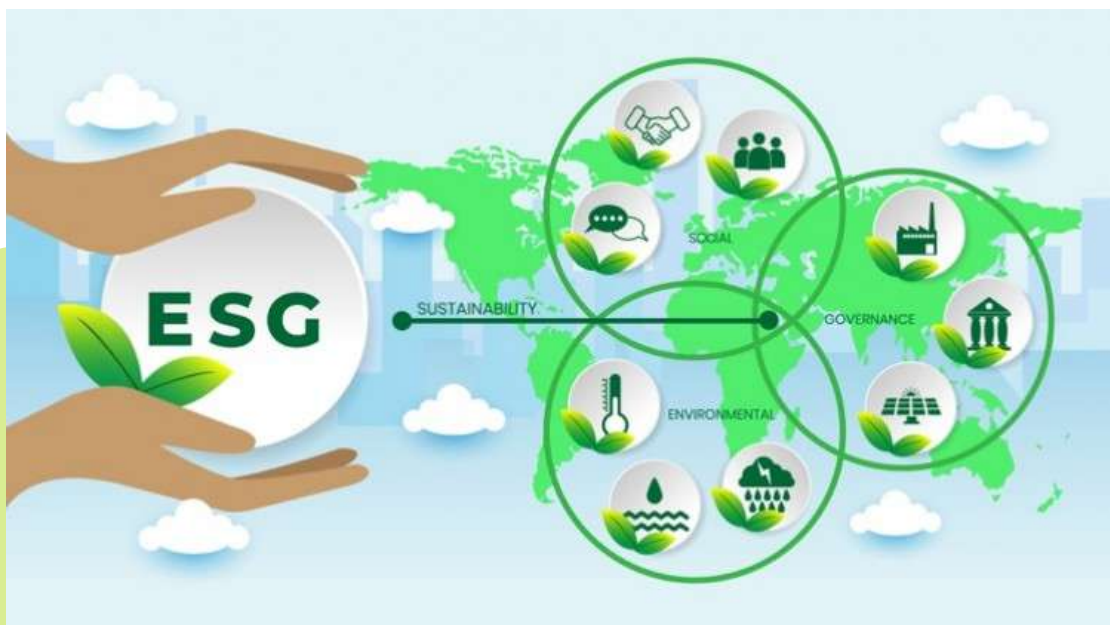 ESG
SUSTAINABILITY
SOCIAL
GOVERNANCE
ENVIRONMENTAL